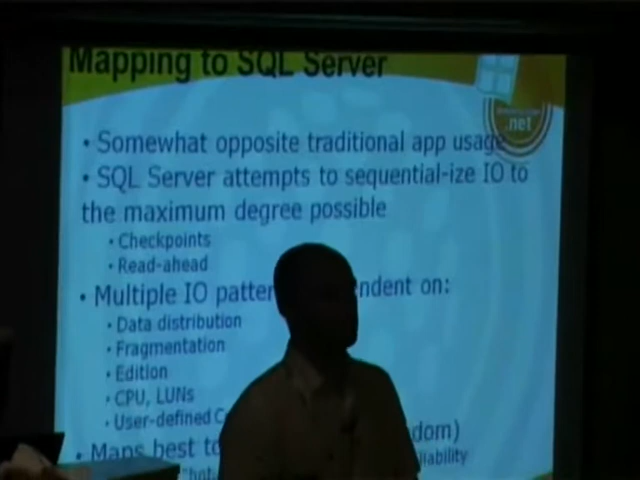 Mapping to SQL Server
.net
• Somewhat opposite traditional app usage
• SQL Server attempts to sequential-ize IO to
the maximum degree possible
• Checkpoints
• Read-ahead
• Multiple IO patter ndent on:
• Data distribution
• Fragmentation
• Edition
• CPU, LUNs
• User-defined C
• Maps best to dom)